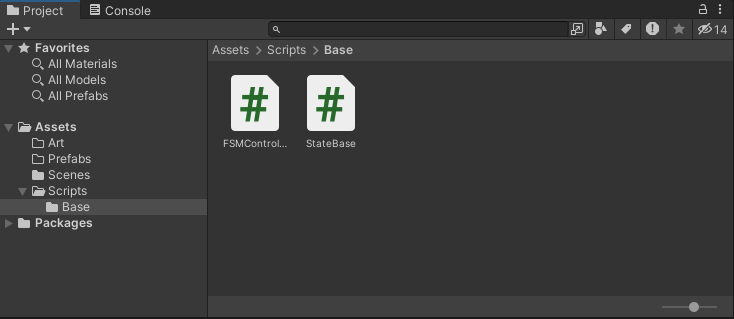 Project
Console
14
Favorites
All Materials
All Models
All Prefabs
Assets
Art
Prefabs
Scenes
Scripts
Base
Packages
Assets > Scripts > Base
#
#
FSMControl...
StateBase